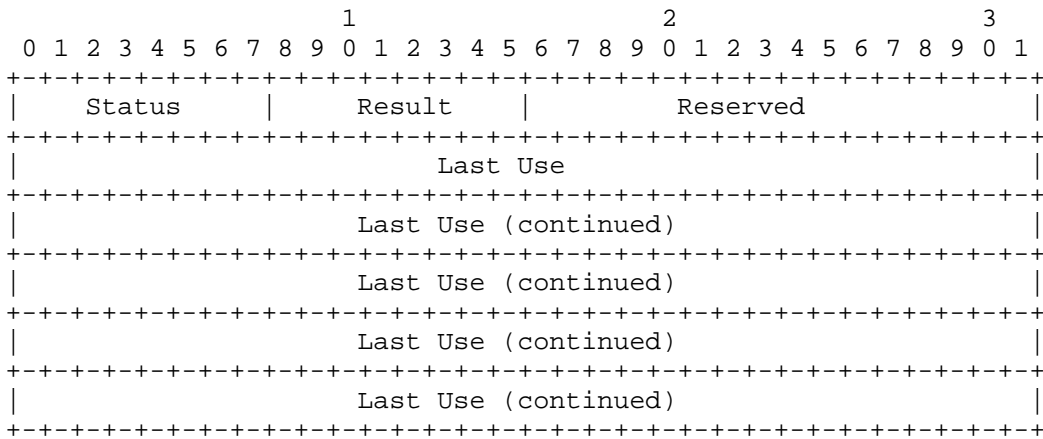 1                   2                   3
 0 1 2 3 4 5 6 7 8 9 0 1 2 3 4 5 6 7 8 9 0 1 2 3 4 5 6 7 8 9 0 1
+-+-+-+-+-+-+-+-+-+-+-+-+-+-+-+-+-+-+-+-+-+-+-+-+-+-+-+-+-+-+-+-+
|    Status     |     Result    |         Reserved              |
+-+-+-+-+-+-+-+-+-+-+-+-+-+-+-+-+-+-+-+-+-+-+-+-+-+-+-+-+-+-+-+-+
|                          Last Use                             |
+-+-+-+-+-+-+-+-+-+-+-+-+-+-+-+-+-+-+-+-+-+-+-+-+-+-+-+-+-+-+-+-+
|                     Last Use (continued)                      |
+-+-+-+-+-+-+-+-+-+-+-+-+-+-+-+-+-+-+-+-+-+-+-+-+-+-+-+-+-+-+-+-+
|                     Last Use (continued)                      |
+-+-+-+-+-+-+-+-+-+-+-+-+-+-+-+-+-+-+-+-+-+-+-+-+-+-+-+-+-+-+-+-+
|                     Last Use (continued)                      |
+-+-+-+-+-+-+-+-+-+-+-+-+-+-+-+-+-+-+-+-+-+-+-+-+-+-+-+-+-+-+-+-+
|                     Last Use (continued)                      |
+-+-+-+-+-+-+-+-+-+-+-+-+-+-+-+-+-+-+-+-+-+-+-+-+-+-+-+-+-+-+-+-+